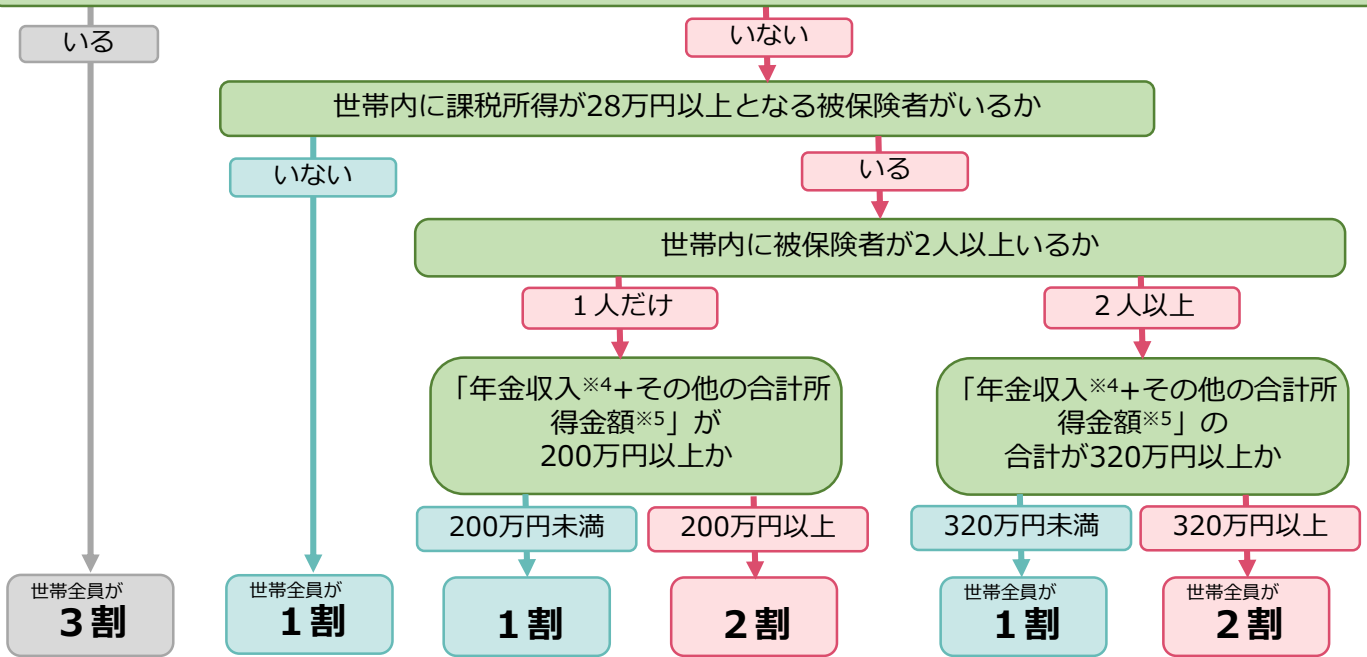 いる
いない
世帯内に課税所得が28万円以上となる被保険者がいるか
いない
いる
世帯内に被保険者が2人以上いるか
１人だけ
２人以上
「年金収入※4+その他の合計所
得金額※5」が
200万円以上か
「年金収入※4+その他の合計所
得金額※5」の
合計が320万円以上か
200万円未満
200万円以上
320万円未満
320万円以上
世帯全員が
３割
世帯全員が
１割
１割
２割
世帯全員が
１割
世帯全員が
２割